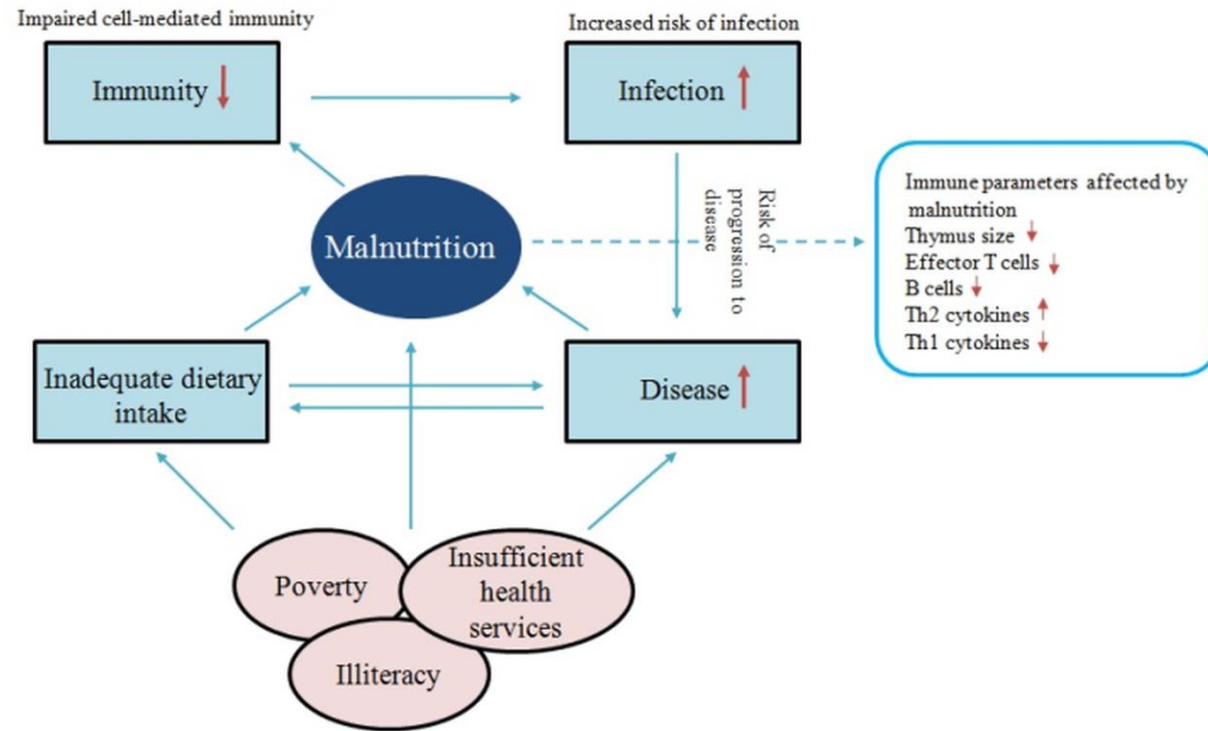 Impaired cell-mediated immunity
Increased risk of infection
Immunity
Infection
Immune parameters affected by
malnutrition
Thymus size
Effector T cells
B cells
Th2 cytokines
Th1 cytokines
Risk of
progression to
disease
Malnutrition
Inadequate dietary
intake
Disease
Poverty
Insufficient
health
services
Illiteracy